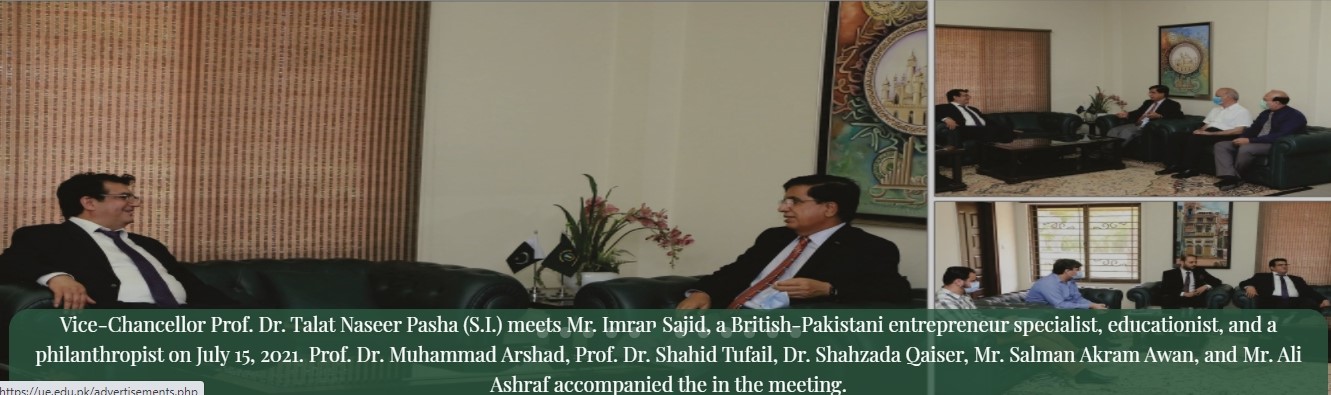 Vice-Chancellor Prof. Dr. Talat Naseer Pasha (S.I.) meets Mr. Imran Sajid, a British-Pakistani entrepreneur specialist, educationist, and a
philanthropist on July 15, 2021. Prof. Dr. Muhammad Arshad, Prof. Dr. Shahid Tufail, Dr. Shahzada Qaiser, Mr. Salman Akram Awan, and Mr. Ali
Ashraf accompanied the in the meeting.
https://ue.edu.pk/advertisements.php